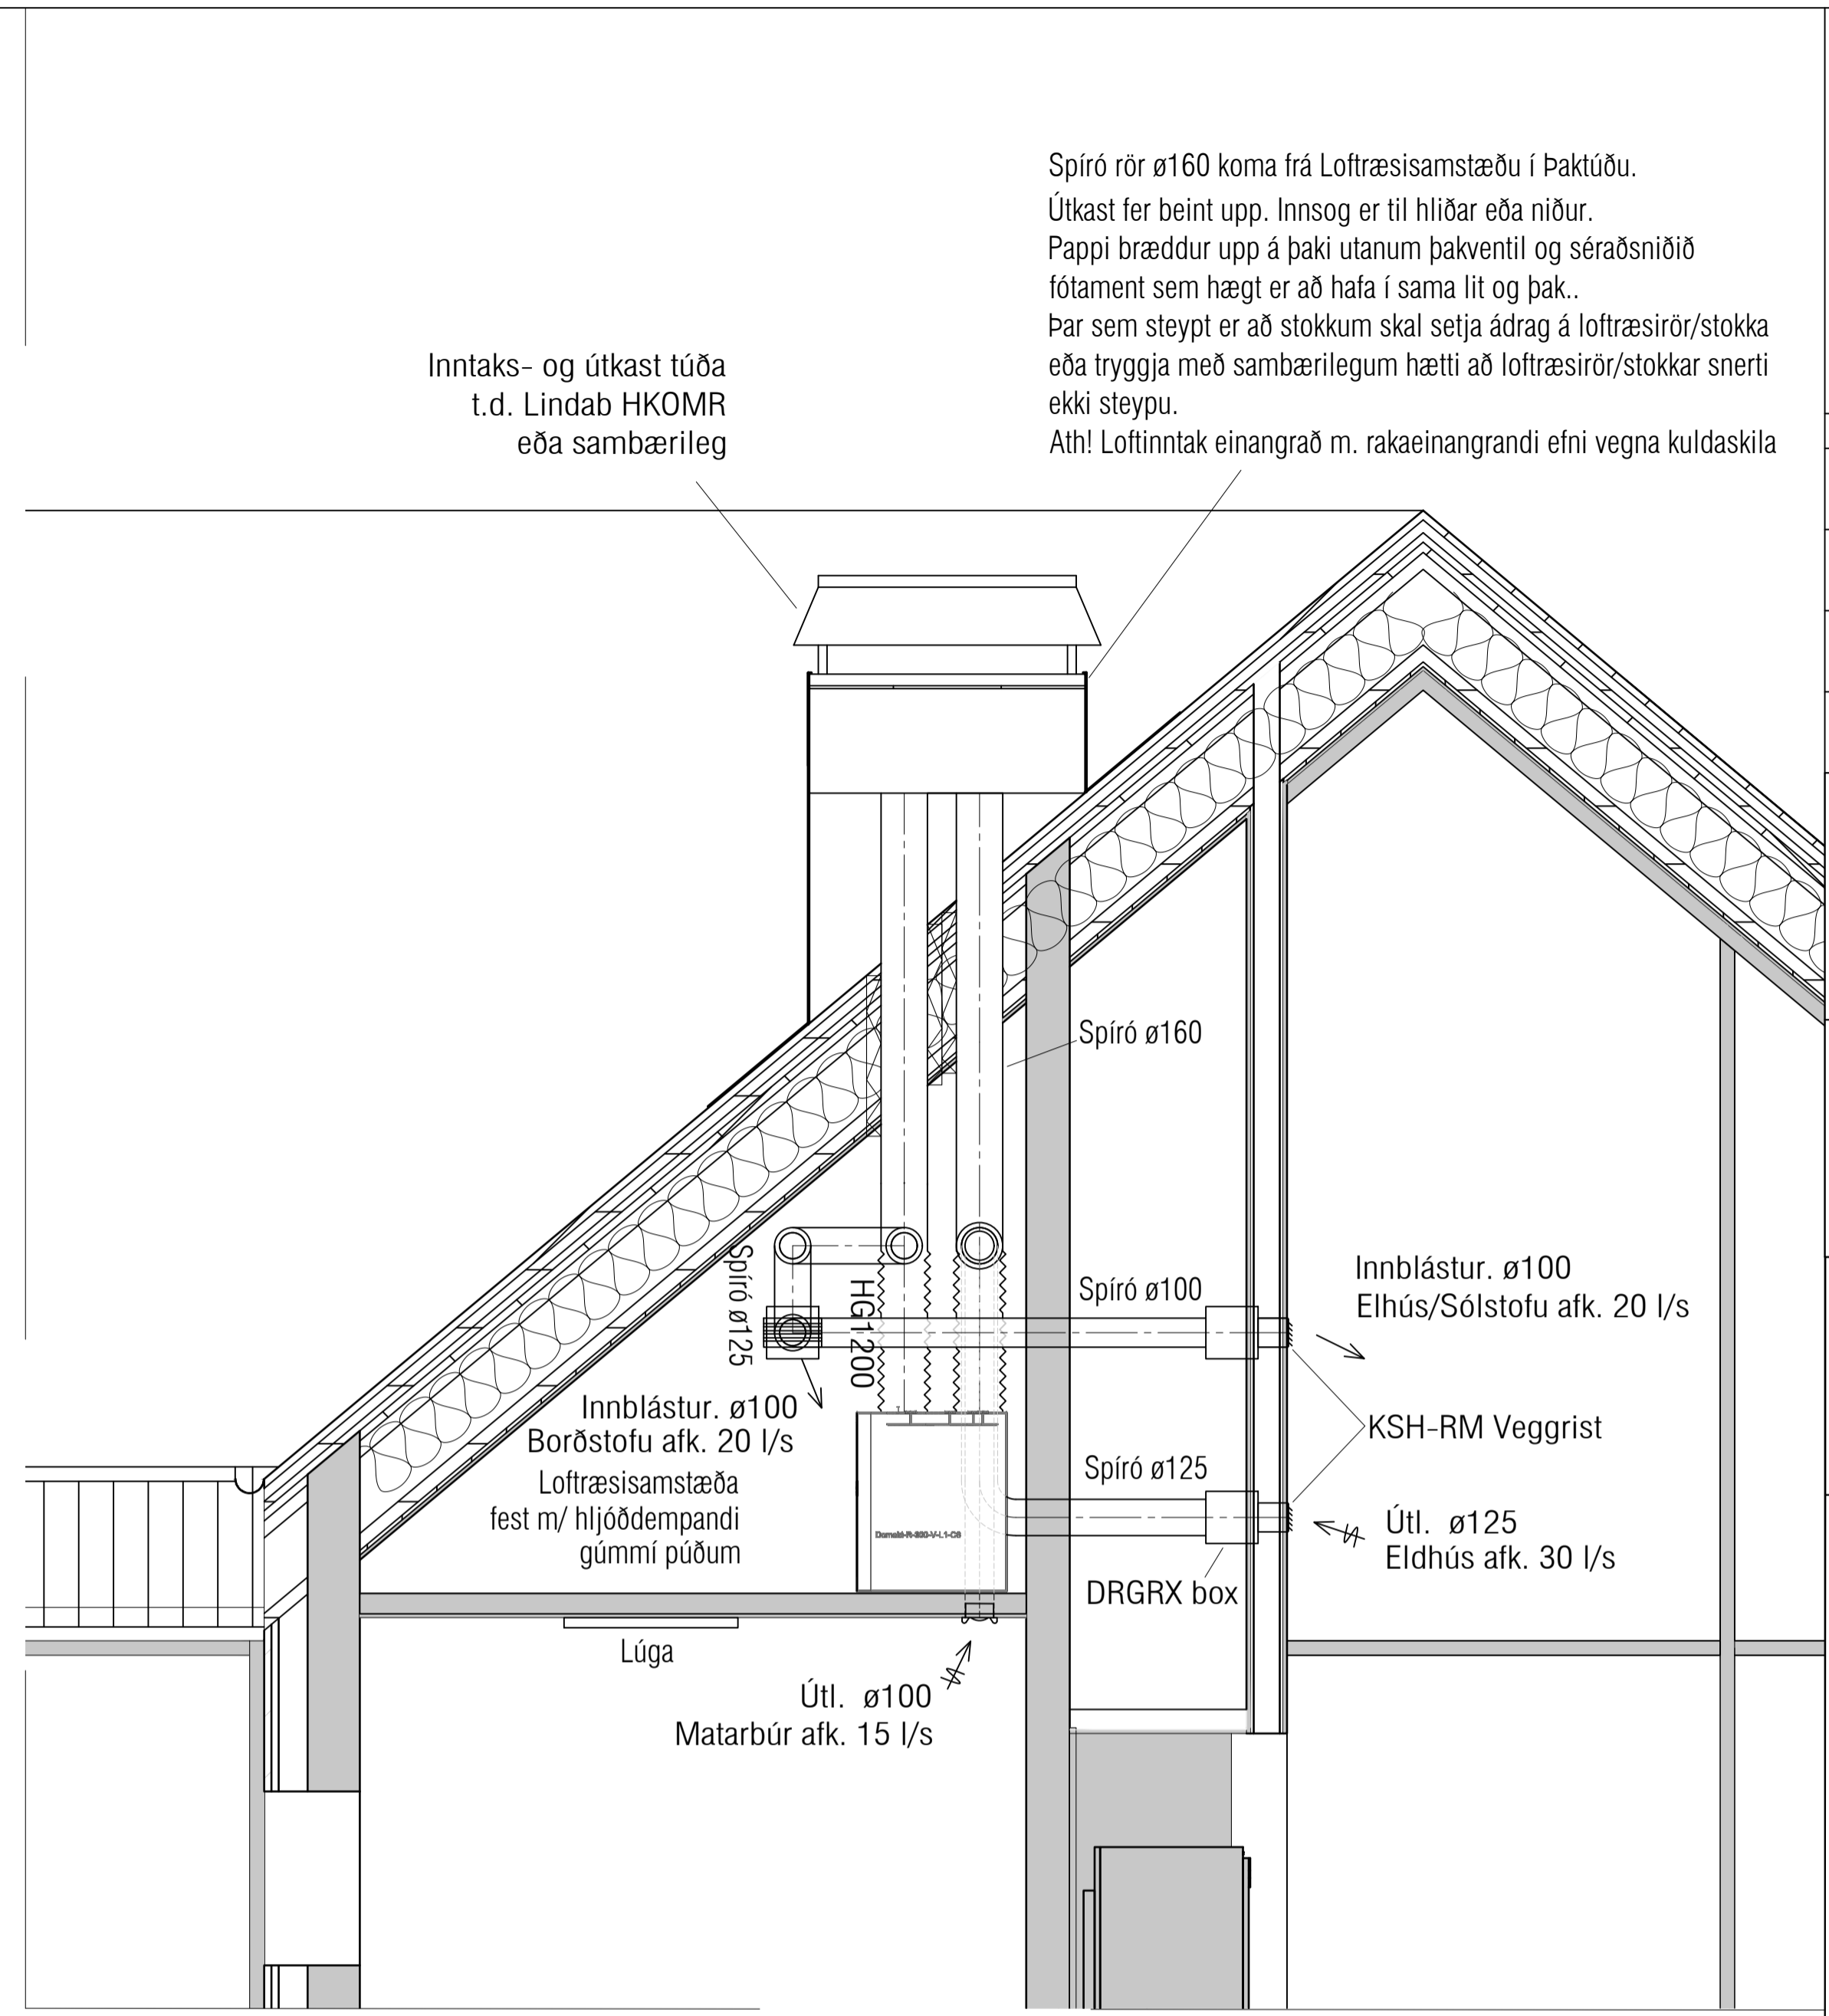 Spíró rör ø160 koma frá Loftræsisamstæðu í Þaktúðu.
Útkast fer beint upp. Innsog er til hliðar eða niður.
Pappi bræddur upp á þaki utanum þakventil og séraðsniðið
fótament sem hægt er að hafa í sama lit og þak..
Þar sem steypt er að stokkum skal setja ádrag á loftræsirör/stokka
eða tryggja með sambærilegum hætti að loftræsirör/stokkar snerti
ekki steypu.
Ath! Loftinntak einangrað m. rakaeinangrandi efni vegna kuldaskila
Inntaks- og útkast túða
t.d. Lindab HKOMR
eða sambærileg
Spíró ø160
Spíró ø125
HG1200
Spíró ø100
Innblástur. ø100
Elhús/Sólstofu afk. 20 l/s
Innblástur. ø100
Borðstofu afk. 20 l/s
KSH-RM Veggrist
Loftræsisamstæða
fest m/ hljóðdempandi
gúmmí púðum
Spíró ø125
Útl. ø125
Eldhús afk. 30 l/s
DRGRX box
Lúga
Útl. ø100
Matarbúr afk. 15 l/s